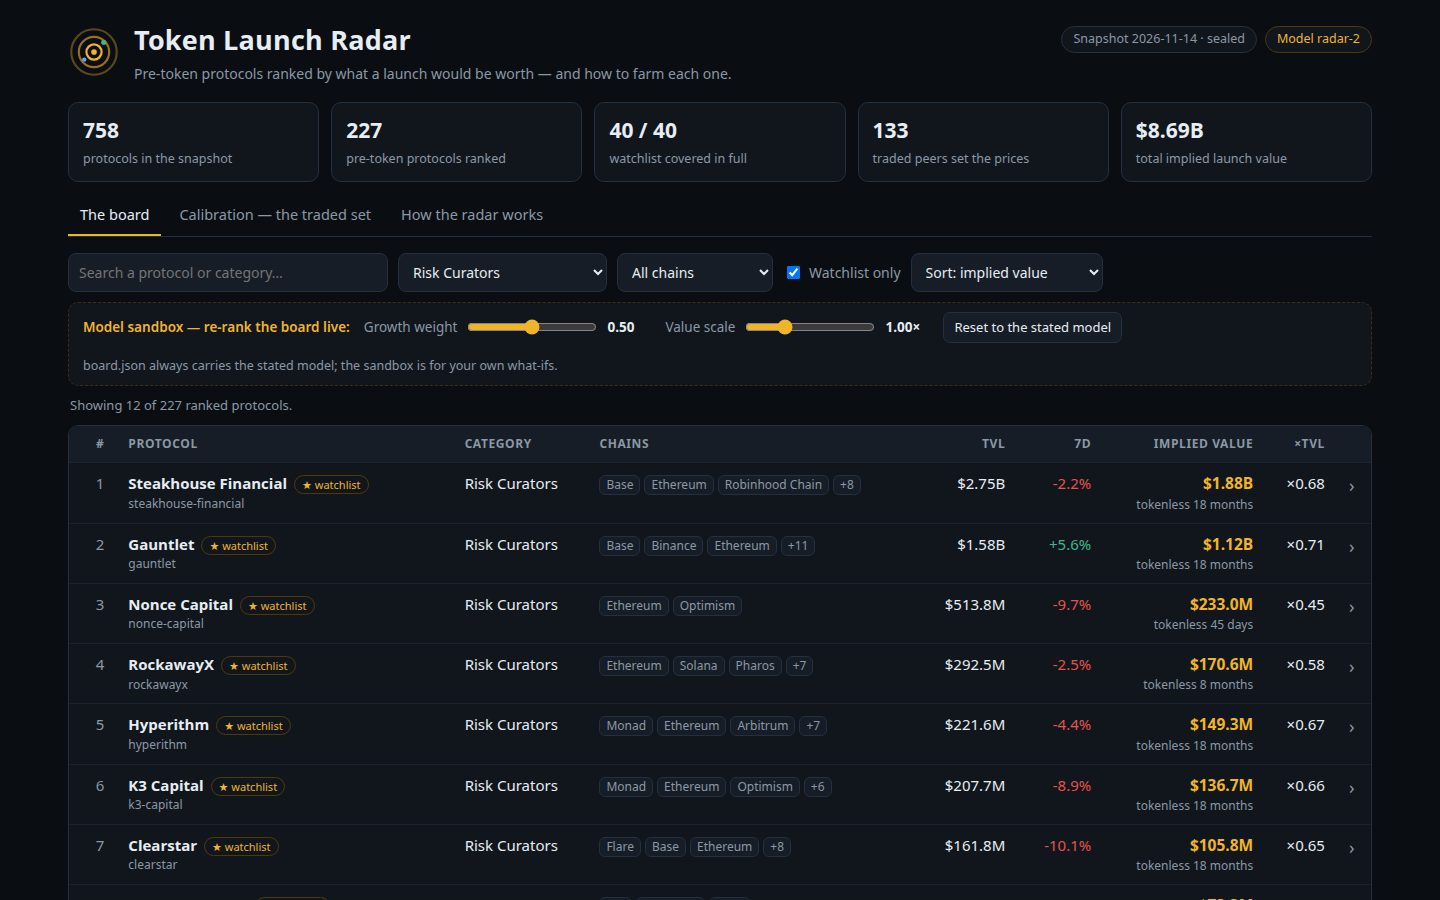 Token Launch Radar
Pre-token protocols ranked by what a launch would be worth — and how to farm each one.
Snapshot 2026-11-14 · sealed
Model radar-2
758
protocols in the snapshot
227
pre-token protocols ranked
40 / 40
watchlist covered in full
133
traded peers set the prices
$8.69B
total implied launch value
The board
Calibration — the traded set
How the radar works
Search a protocol or category...
Risk Curators
All chains
Watchlist only
Sort: implied value
Model sandbox — re-rank the board live: Growth weight 0.50 Value scale 1.00× Reset to the stated model
board.json always carries the stated model; the sandbox is for your own what-ifs.
Showing 12 of 227 ranked protocols.
# PROTOCOL CATEGORY CHAINS TVL 7D IMPLIED VALUE ×TVL
1 Steakhouse Financial ★ watchlist Risk Curators Base Ethereum Robinhood Chain +8 $2.75B -2.2% $1.88B ×0.68 ›
steakhouse-financial tokenless 18 months
2 Gauntlet ★ watchlist Risk Curators Base Binance Ethereum +11 $1.58B +5.6% $1.12B ×0.71 ›
gauntlet tokenless 18 months
3 Nonce Capital ★ watchlist Risk Curators Ethereum Optimism $513.8M -9.7% $233.0M ×0.45 ›
nonce-capital tokenless 45 days
4 RockawayX ★ watchlist Risk Curators Ethereum Solana Pharos +7 $292.5M -2.5% $170.6M ×0.58 ›
rockawayx tokenless 8 months
5 Hyperithm ★ watchlist Risk Curators Monad Ethereum Arbitrum +7 $221.6M -4.4% $149.3M ×0.67 ›
hyperithm tokenless 18 months
6 K3 Capital ★ watchlist Risk Curators Monad Ethereum Optimism +6 $207.7M -8.9% $136.7M ×0.66 ›
k3-capital tokenless 18 months
7 Clearstar ★ watchlist Risk Curators Flare Base Ethereum +8 $161.8M -10.1% $105.8M ×0.65 ›
clearstar tokenless 18 months